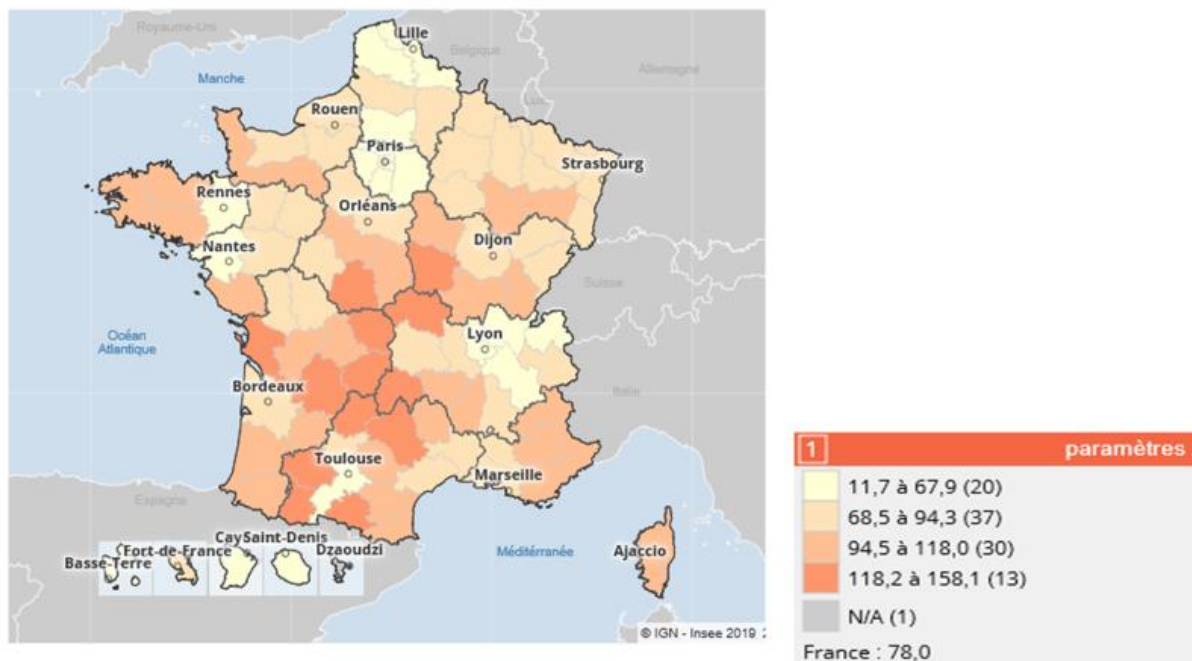 Royaume-Uni
Lille
Belgique
Allemagne
Manche
Lux.
Rouen
Paris
Strasbourg
Rennes
Orléans
Dijon
Nantes
Suisse
Océan
Atlantique
Lyon
Italie
Bordeaux
Toulouse
Marseille
Espagne
Méditérranée
Ajaccio
Basse-Terre
Fort-de-France
Cay
Saint-Denis
Dzaoudzi
© IGN - Insee 2019
1 paramètres
11,7 à 67,9 (20)
68,5 à 94,3 (37)
94,5 à 118,0 (30)
118,2 à 158,1 (13)
N/A (1)
France : 78,0